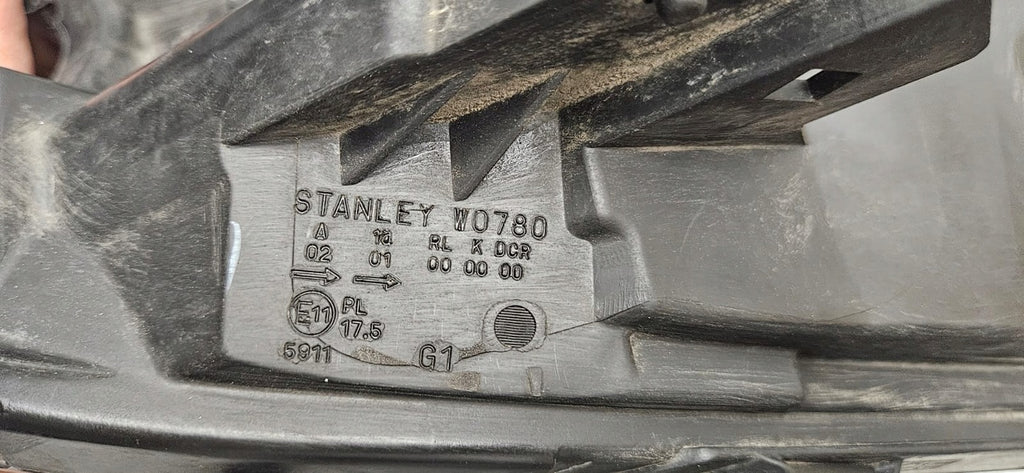 STANLEY W0780
A 1a RL K DCR
02 01 00 00 00
E11 PL
17.5
5911 G1